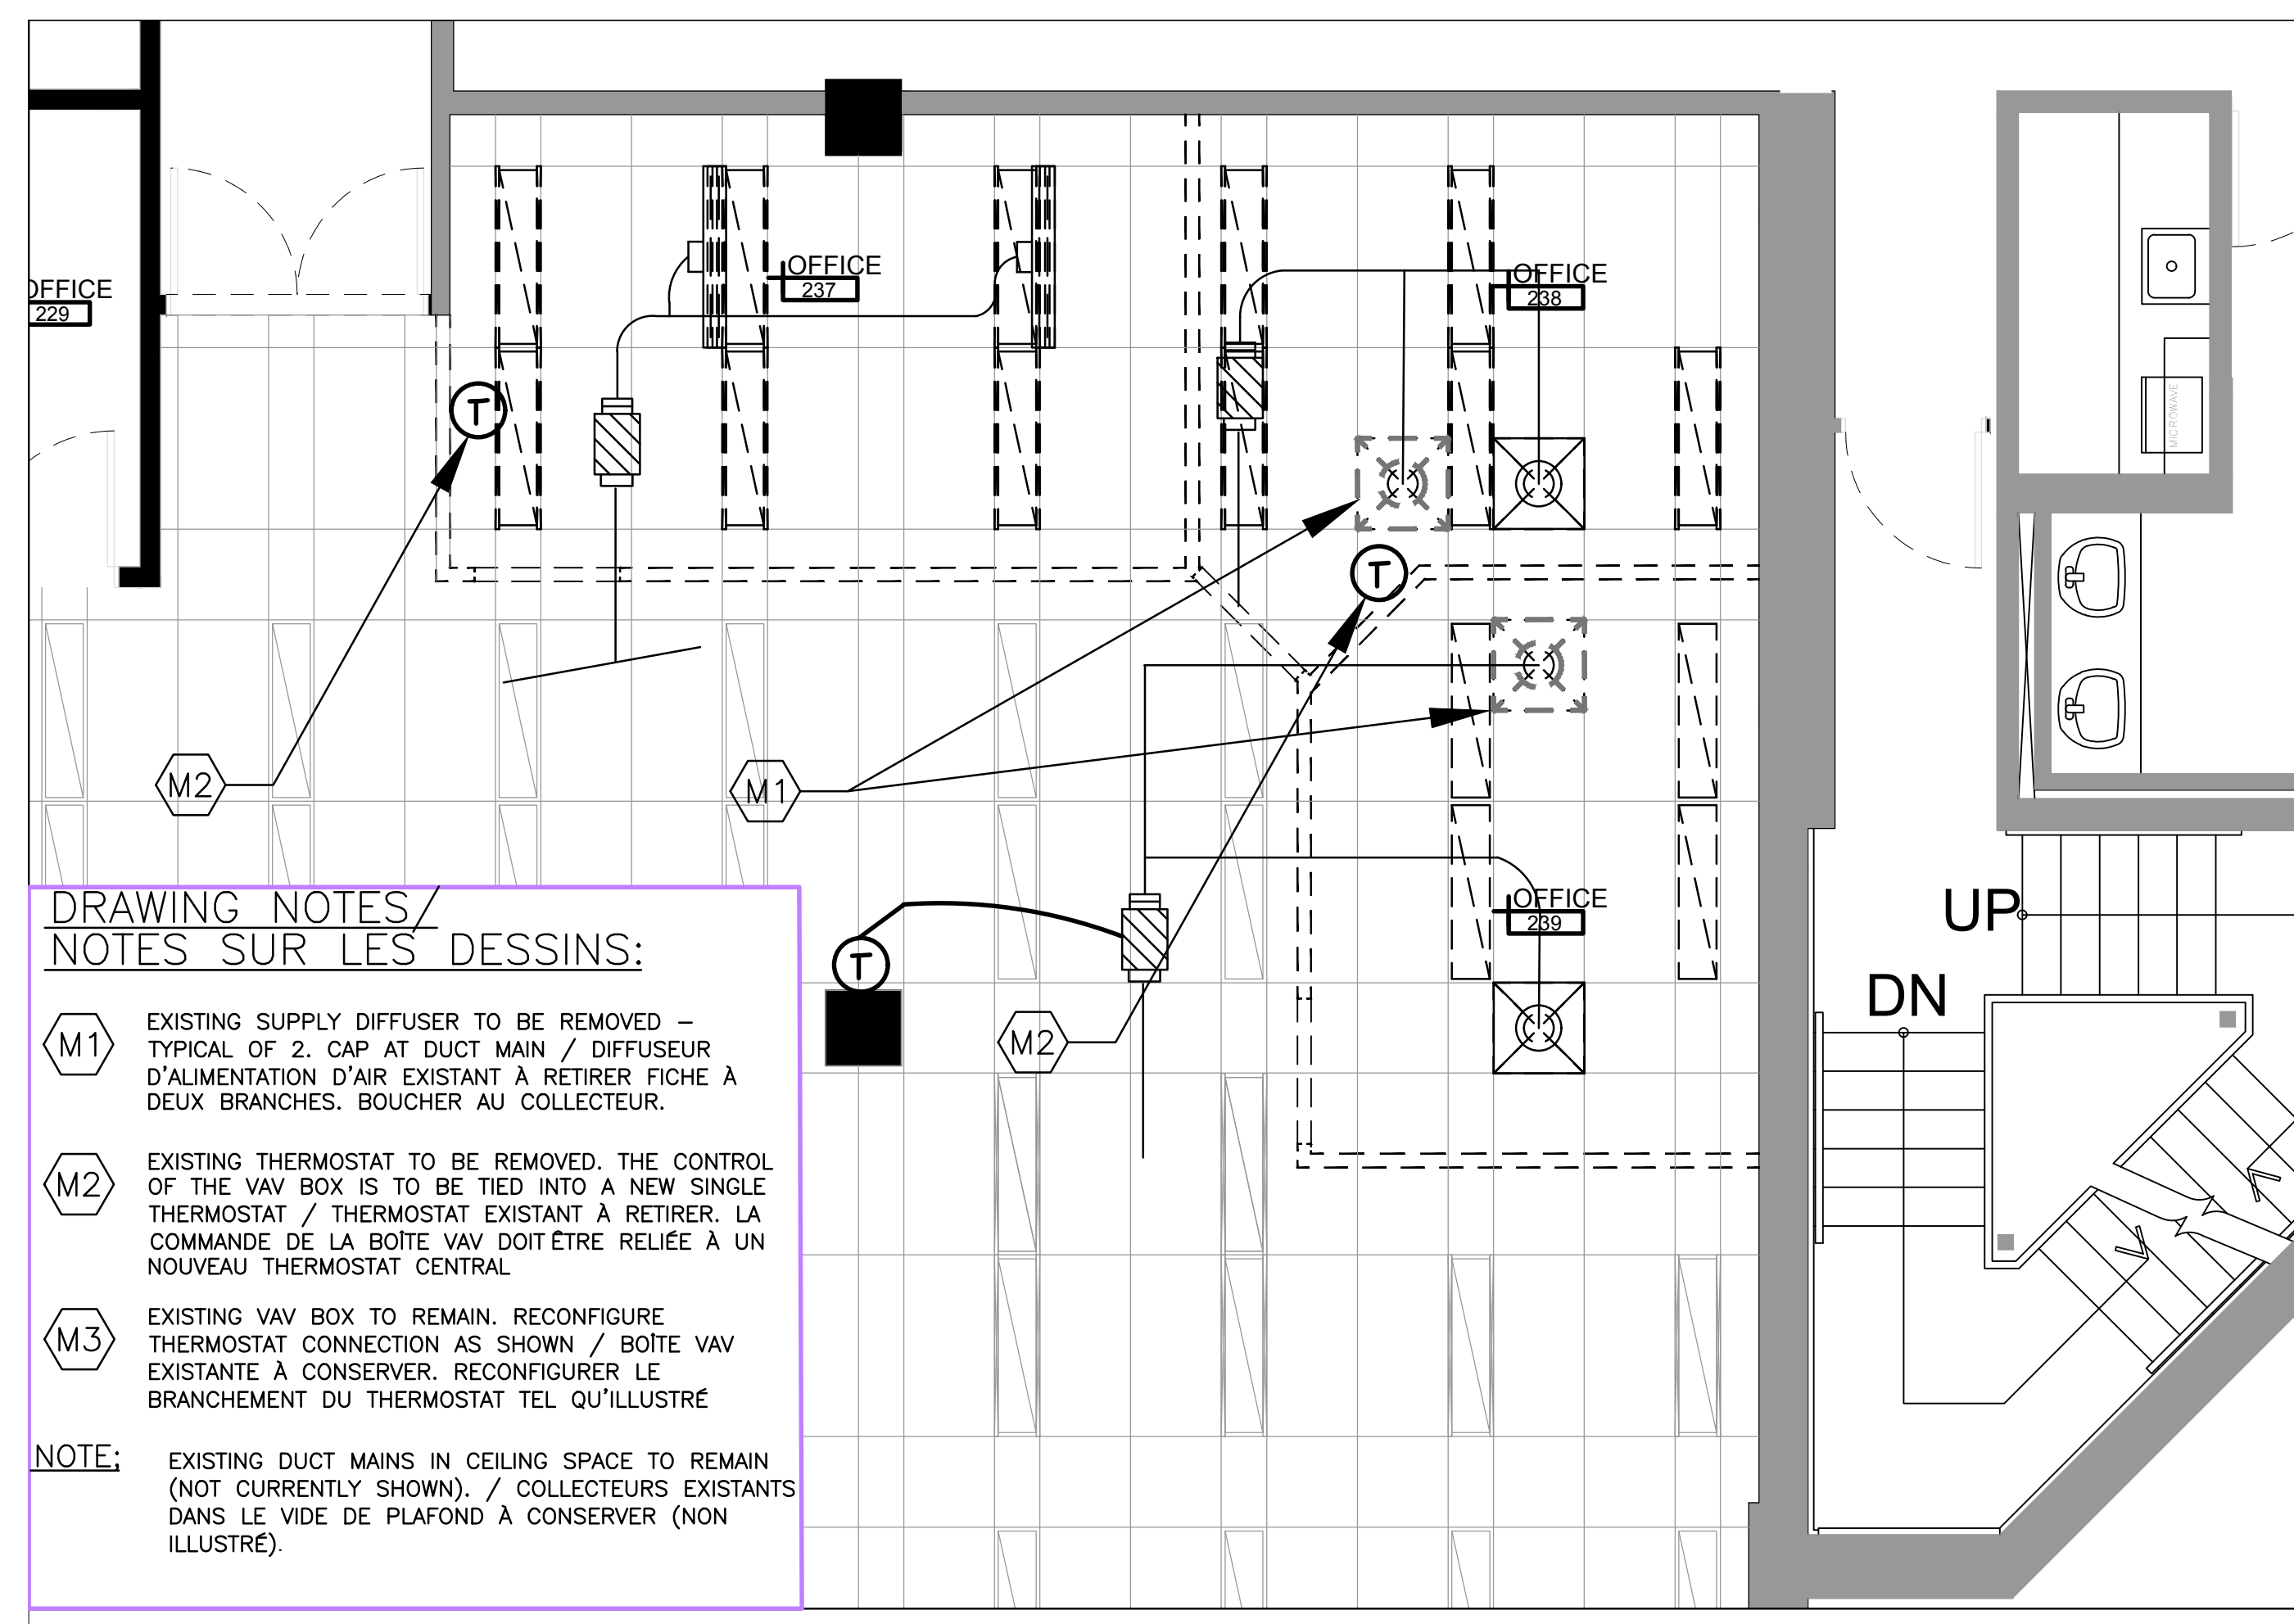 OFFICE
229
OFFICE
237
OFFICE
238
T
T
MICROWAVE
M2
M1
UP
OFFICE
239
DN
T
M2
DRAWING NOTES/
NOTES SUR LES DESSINS:
M1
EXISTING SUPPLY DIFFUSER TO BE REMOVED –
TYPICAL OF 2. CAP AT DUCT MAIN / DIFFUSEUR
D'ALIMENTATION D'AIR EXISTANT À RETIRER FICHE À
DEUX BRANCHES. BOUCHER AU COLLECTEUR.
M2
EXISTING THERMOSTAT TO BE REMOVED. THE CONTROL
OF THE VAV BOX IS TO BE TIED INTO A NEW SINGLE
THERMOSTAT / THERMOSTAT EXISTANT À RETIRER. LA
COMMANDE DE LA BOÎTE VAV DOIT ÊTRE RELIÉE À UN
NOUVEAU THERMOSTAT CENTRAL
M3
EXISTING VAV BOX TO REMAIN. RECONFIGURE
THERMOSTAT CONNECTION AS SHOWN / BOÎTE VAV
EXISTANTE À CONSERVER. RECONFIGURER LE
BRANCHEMENT DU THERMOSTAT TEL QU'ILLUSTRÉ
NOTE;
EXISTING DUCT MAINS IN CEILING SPACE TO REMAIN
(NOT CURRENTLY SHOWN). / COLLECTEURS EXISTANTS
DANS LE VIDE DE PLAFOND À CONSERVER (NON
ILLUSTRÉ).